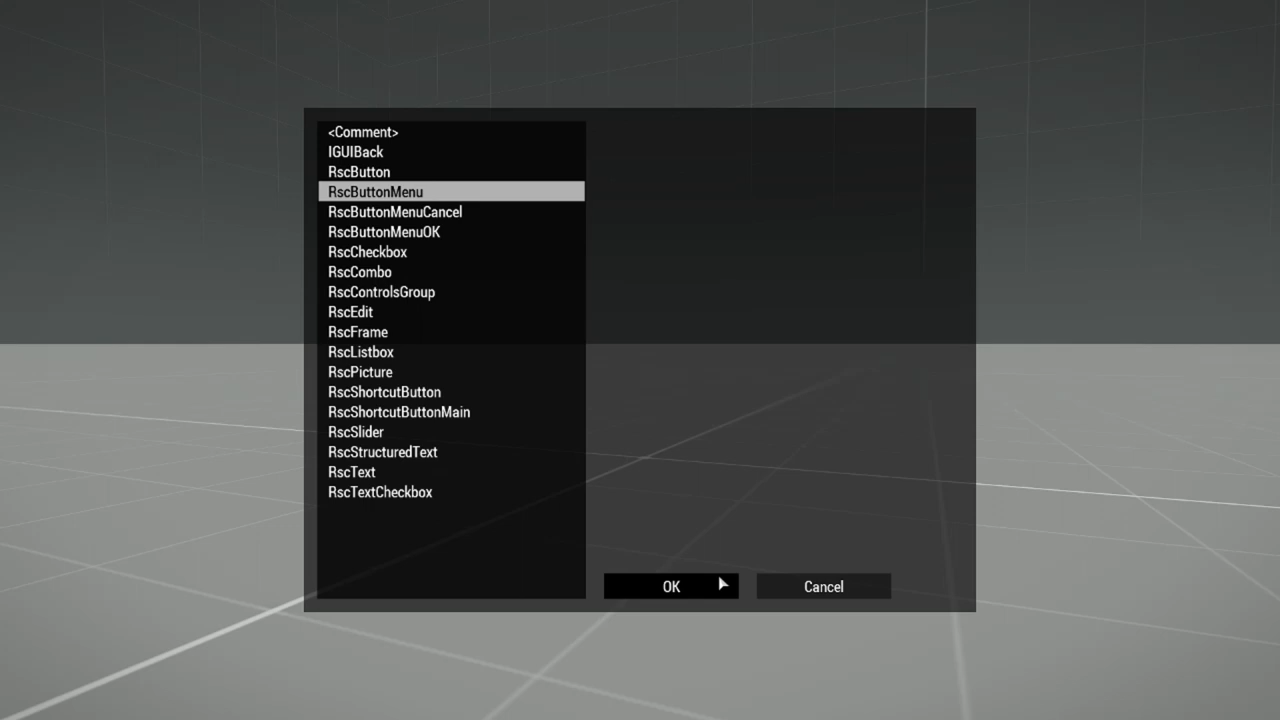 <Comment>
IGUIBack
RscButton
RscButtonMenu
RscButtonMenuCancel
RscButtonMenuOK
RscCheckbox
RscCombo
RscControlsGroup
RscEdit
RscFrame
RscListbox
RscPicture
RscShortcutButton
RscShortcutButtonMain
RscSlider
RscStructuredText
RscText
RscTextCheckbox
OK
Cancel